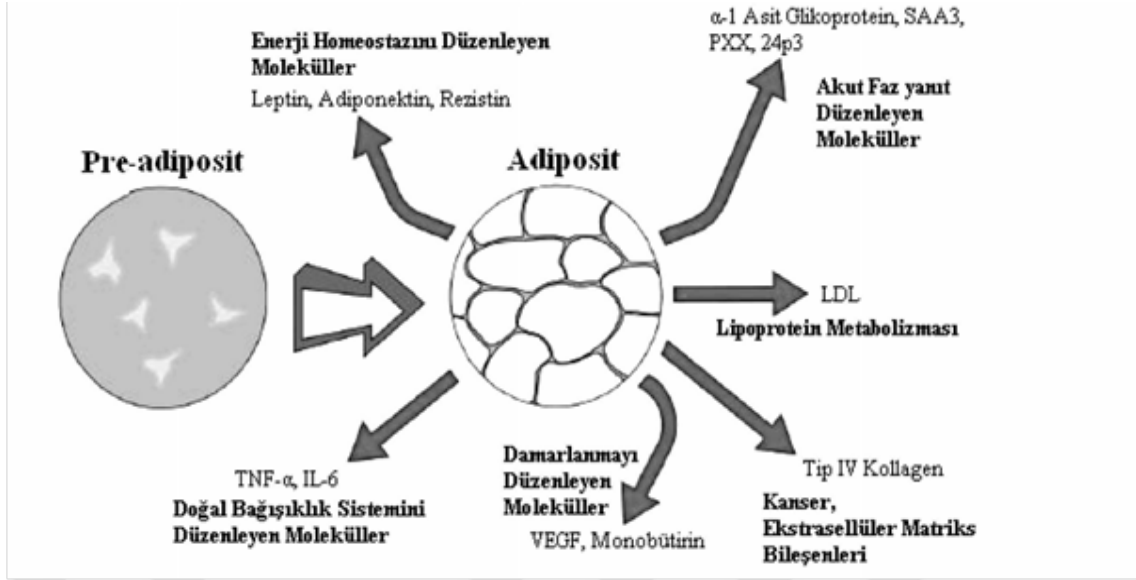 α-1 Asit Glikoprotein, SAA3,
PXX, 24p3
Enerji Homeostazını Düzenleyen
Moleküller
Leptin, Adiponektin, Rezistin
Akut Faz yanıt
Düzenleyen
Moleküller
Pre-adiposit
Adiposit
LDL
Lipoprotein Metabolizması
TNF-α, IL-6
Doğal Bağışıklık Sistemini
Düzenleyen Moleküller
Damarlanmayı
Düzenleyen
Moleküller
VEGF, Monobütirin
Tip IV Kollagen
Kanser,
Ekstrasellüler Matriks
Bileşenleri